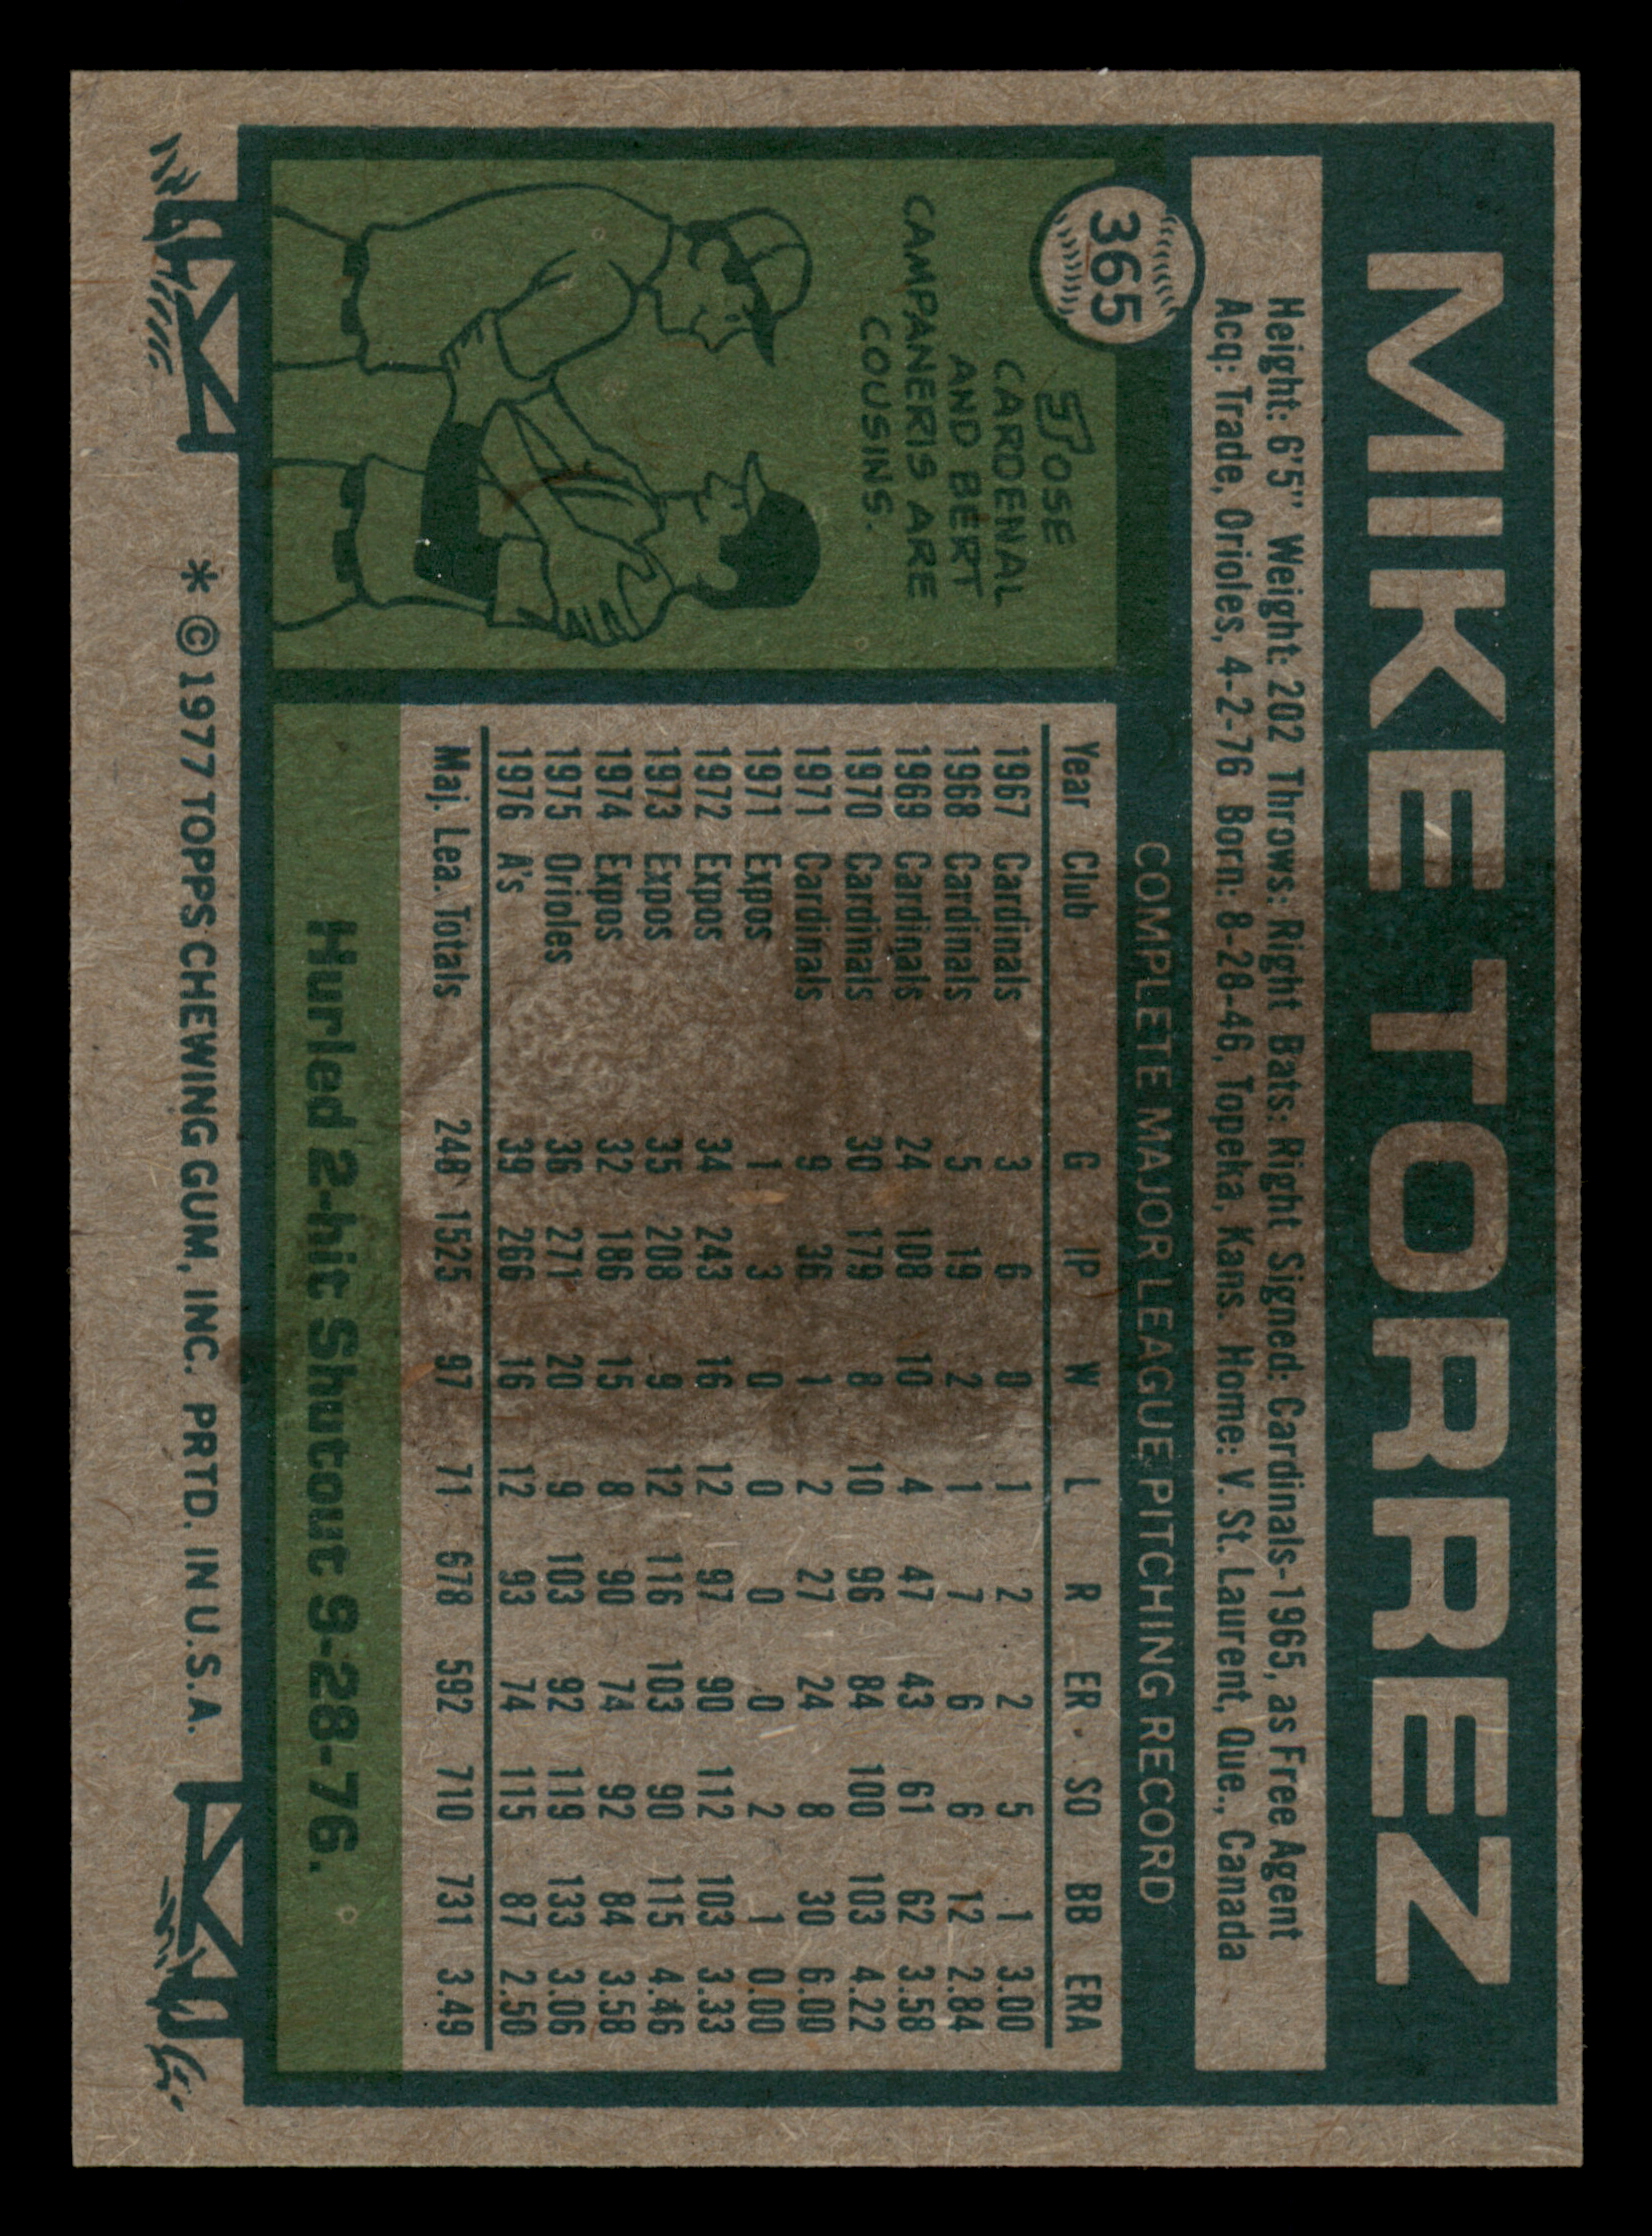 MIKE TORREZ
Height: 6'5" Weight: 202 Throws: Right Bats: Right Signed: Cardinals-1965, as Free Agent
Acq: Trade, Orioles, 4-2-76 Born: 8-28-46, Topeka, Kans. Home: V. St. Laurent, Que., Canada
365
JOSE
CARDENAL
AND BERT
CAMPANERIS ARE
COUSINS.
COMPLETE MAJOR LEAGUE PITCHING RECORD
Year Club G IP W L R ER SO BB ERA
1967 Cardinals 3 6 0 1 2 2 5 1 3.00
1968 Cardinals 5 19 2 1 7 6 6 12 2.84
1969 Cardinals 24 108 10 4 47 43 61 62 3.58
1970 Cardinals 30 179 8 10 96 84 100 103 4.22
1971 Cardinals 9 36 1 2 27 24 8 30 6.00
1971 Expos 1 3 0 0 0 0 2 1 0.00
1972 Expos 34 243 16 12 97 90 112 103 3.33
1973 Expos 35 208 9 12 116 103 90 115 4.46
1974 Expos 32 186 15 8 90 74 92 84 3.58
1975 Orioles 36 271 20 9 103 92 119 133 3.06
1976 A's 39 266 16 12 93 74 115 87 2.50
Maj. Lea. Totals 248 1525 97 71 678 592 710 731 3.49
Hurled 2-hit Shutout 9-28-76.
* © 1977 TOPPS CHEWING GUM, INC. PRTD. IN U.S.A.